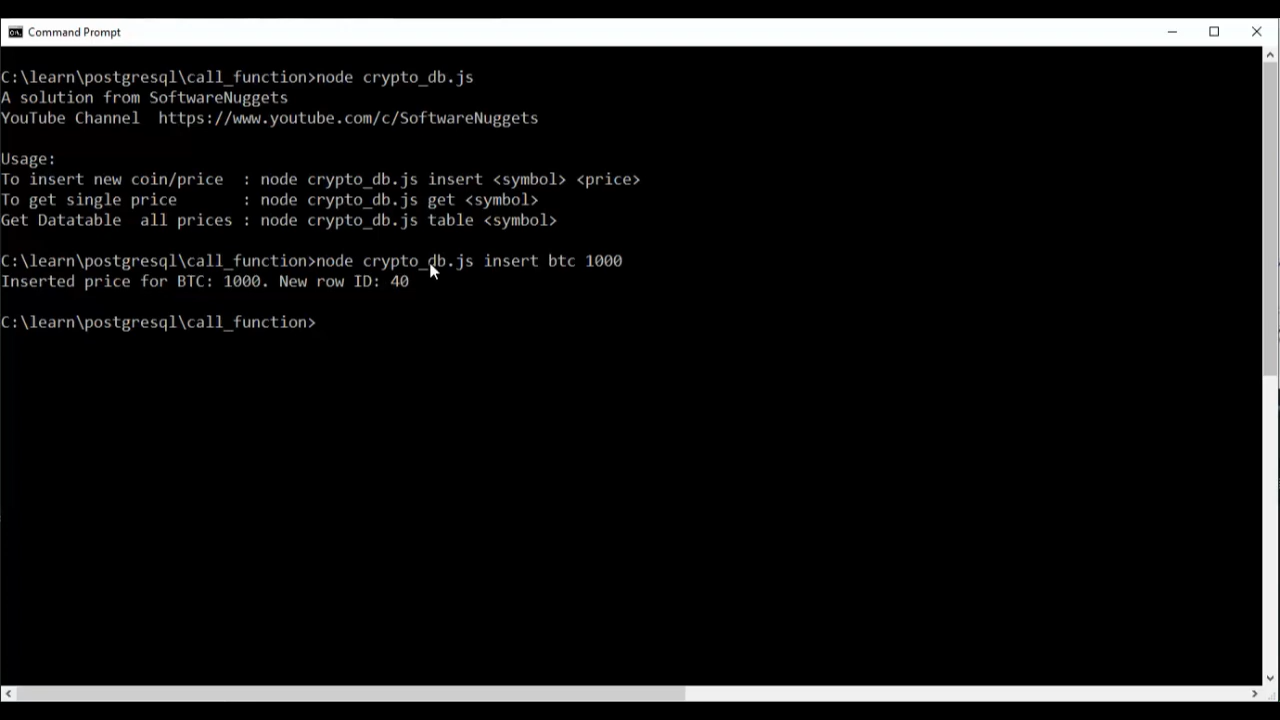 Command Prompt
C:\learn\postgresql\call_function>node crypto_db.js
A solution from SoftwareNuggets
YouTube Channel  https://www.youtube.com/c/SoftwareNuggets
Usage:
To insert new coin/price  : node crypto_db.js insert <symbol> <price>
To get single price       : node crypto_db.js get <symbol>
Get Datatable  all prices : node crypto_db.js table <symbol>
C:\learn\postgresql\call_function>node crypto_db.js insert btc 1000
Inserted price for BTC: 1000. New row ID: 40
C:\learn\postgresql\call_function>